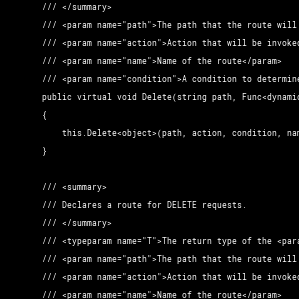 /// </summary>
/// <param name="path">The path that the route will
/// <param name="action">Action that will be invoked
/// <param name="name">Name of the route</param>
/// <param name="condition">A condition to determine
public virtual void Delete(string path, Func<dynamic
{
this.Delete<object>(path, action, condition, nam
}
/// <summary>
/// Declares a route for DELETE requests.
/// </summary>
/// <typeparam name="T">The return type of the <para
/// <param name="path">The path that the route will
/// <param name="action">Action that will be invoked
/// <param name="name">Name of the route</param>